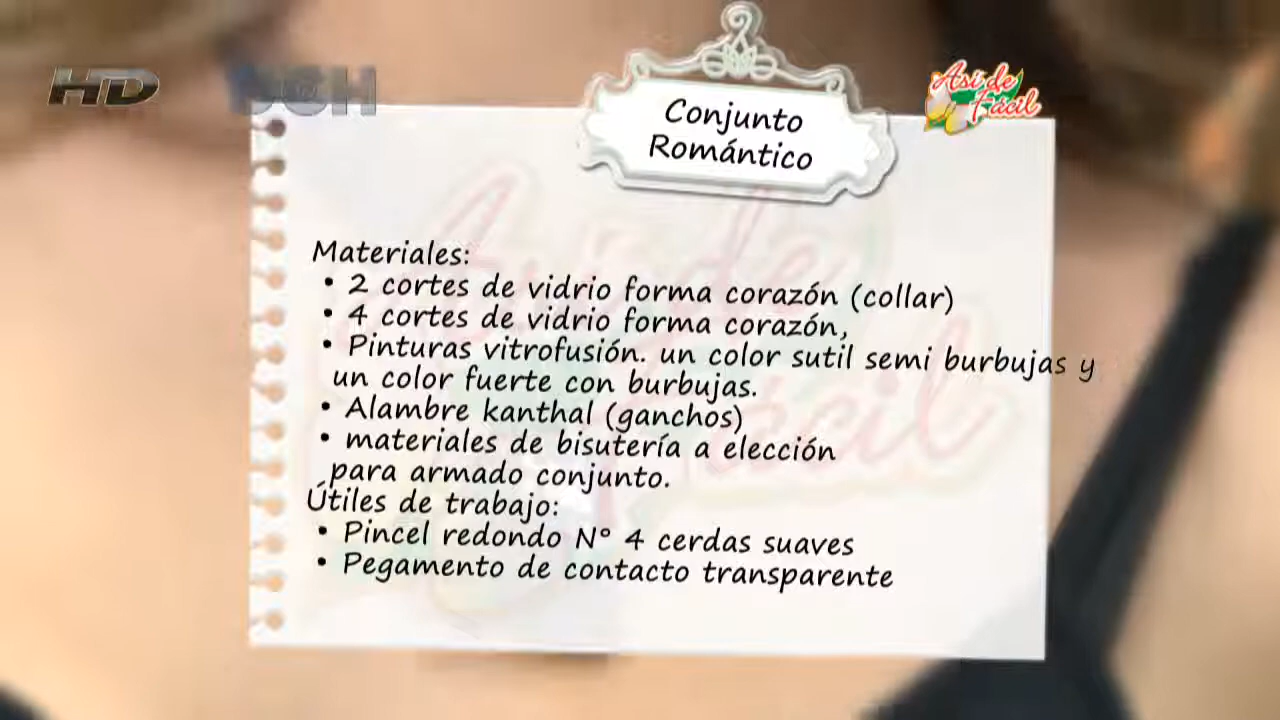 HD
Así de
Fácil
Conjunto
Romántico
Materiales:
• 2 cortes de vidrio forma corazón (collar)
• 4 cortes de vidrio forma corazón,
• Pinturas vitrofusión. un color sutil semi burbujas y
un color fuerte con burbujas.
• Alambre kanthal (ganchos)
• materiales de bisutería a elección
para armado conjunto.
Útiles de trabajo:
• Pincel redondo Nº 4 cerdas suaves
• Pegamento de contacto transparente